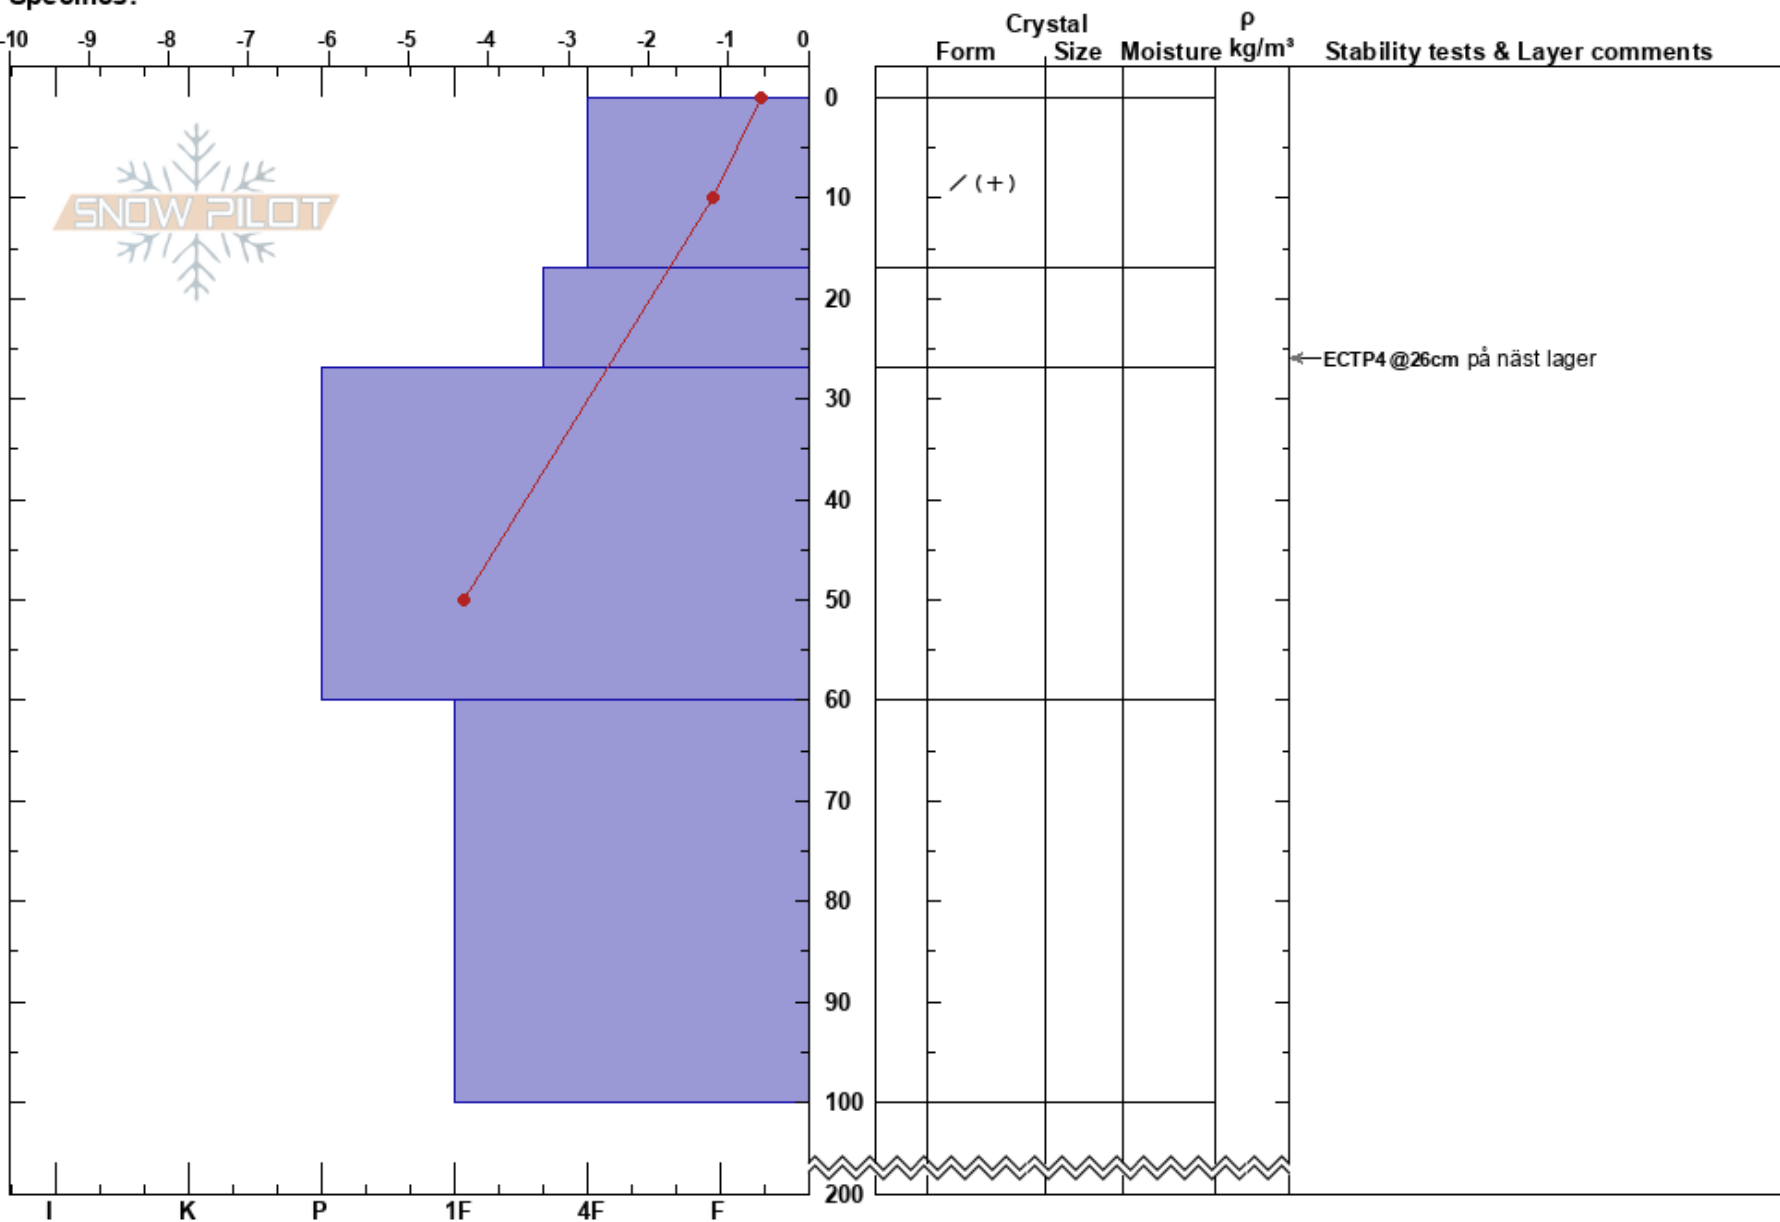 Specifics:
Crystal ρ
-10 -9 -8 -7 -6 -5 -4 -3 -2 -1 0
Form Size Moisture kg/m³ Stability tests & Layer comments
0
SNOW PILOT
/ (+)
10
20
ECTP4@26cm på näst lager
30
40
50
60
70
80
90
100
200
I K P 1F 4F F